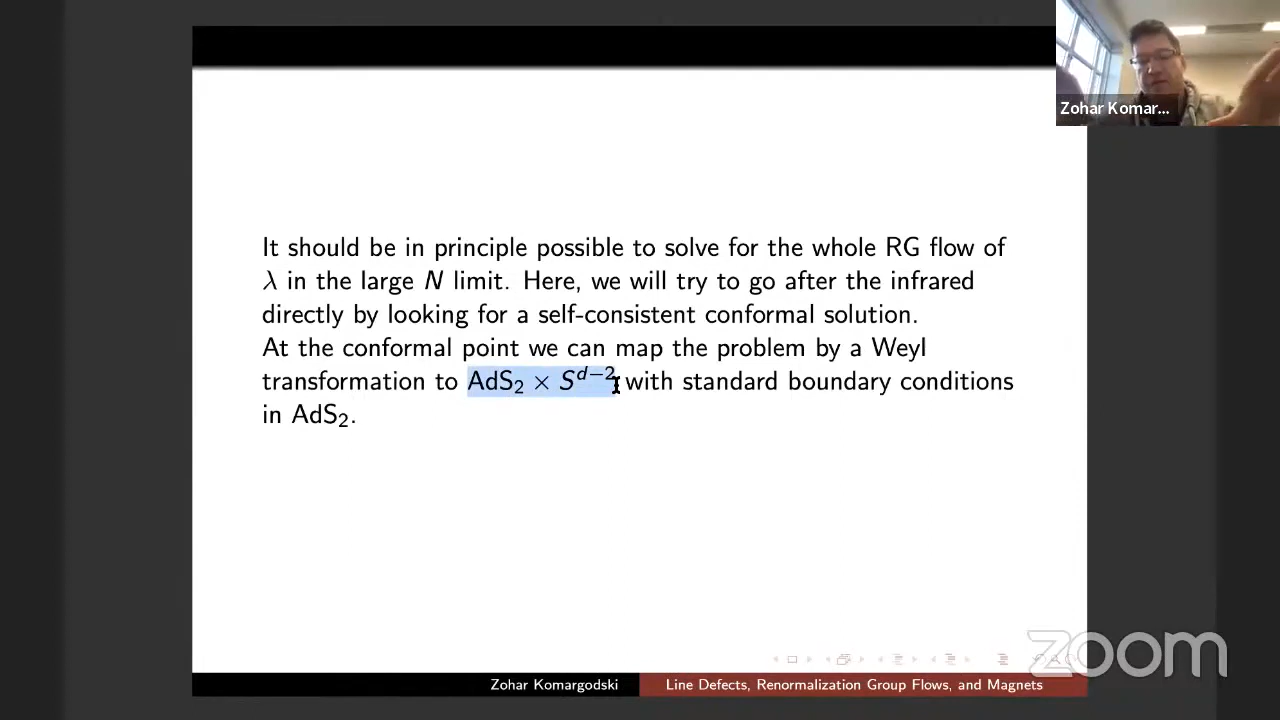 Zohar Komar...
It should be in principle possible to solve for the whole RG flow of
λ in the large N limit. Here, we will try to go after the infrared
directly by looking for a self-consistent conformal solution.
At the conformal point we can map the problem by a Weyl
transformation to AdS₂ × Sᵈ⁻² with standard boundary conditions
in AdS₂.
zoom
Zohar Komargodski
Line Defects, Renormalization Group Flows, and Magnets